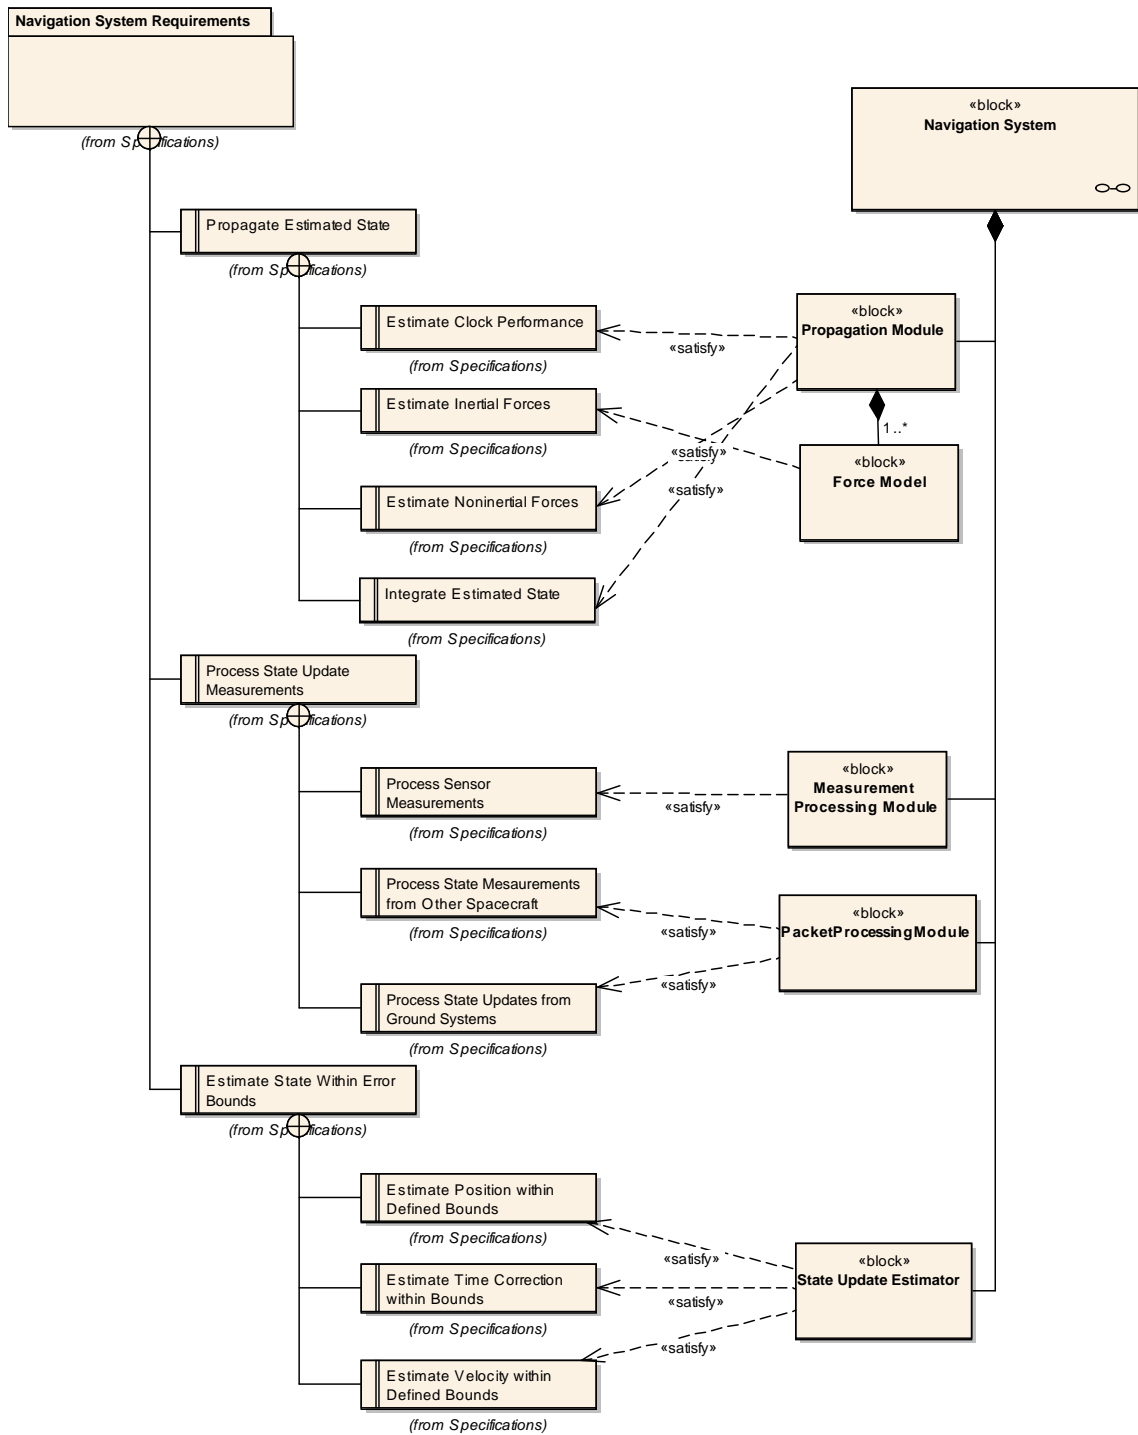 Navigation System Requirements
(from Specifications)
«block»
Navigation System
Propagate Estimated State
(from Specifications)
Estimate Clock Performance
(from Specifications)
«satisfy»
«block»
Propagation Module
Estimate Inertial Forces
(from Specifications)
«satisfy»
1..*
«block»
Force Model
Estimate Noninertial Forces
(from Specifications)
«satisfy»
Integrate Estimated State
(from Specifications)
Process State Update
Measurements
(from Specifications)
Process Sensor
Measurements
(from Specifications)
«satisfy»
«block»
Measurement
Processing Module
Process State Mesaurements
from Other Spacecraft
(from Specifications)
«satisfy»
«block»
PacketProcessingModule
Process State Updates from
Ground Systems
(from Specifications)
«satisfy»
Estimate State Within Error
Bounds
(from Specifications)
Estimate Position within
Defined Bounds
(from Specifications)
«satisfy»
«block»
State Update Estimator
Estimate Time Correction
within Bounds
(from Specifications)
«satisfy»
Estimate Velocity within
Defined Bounds
(from Specifications)
«satisfy»